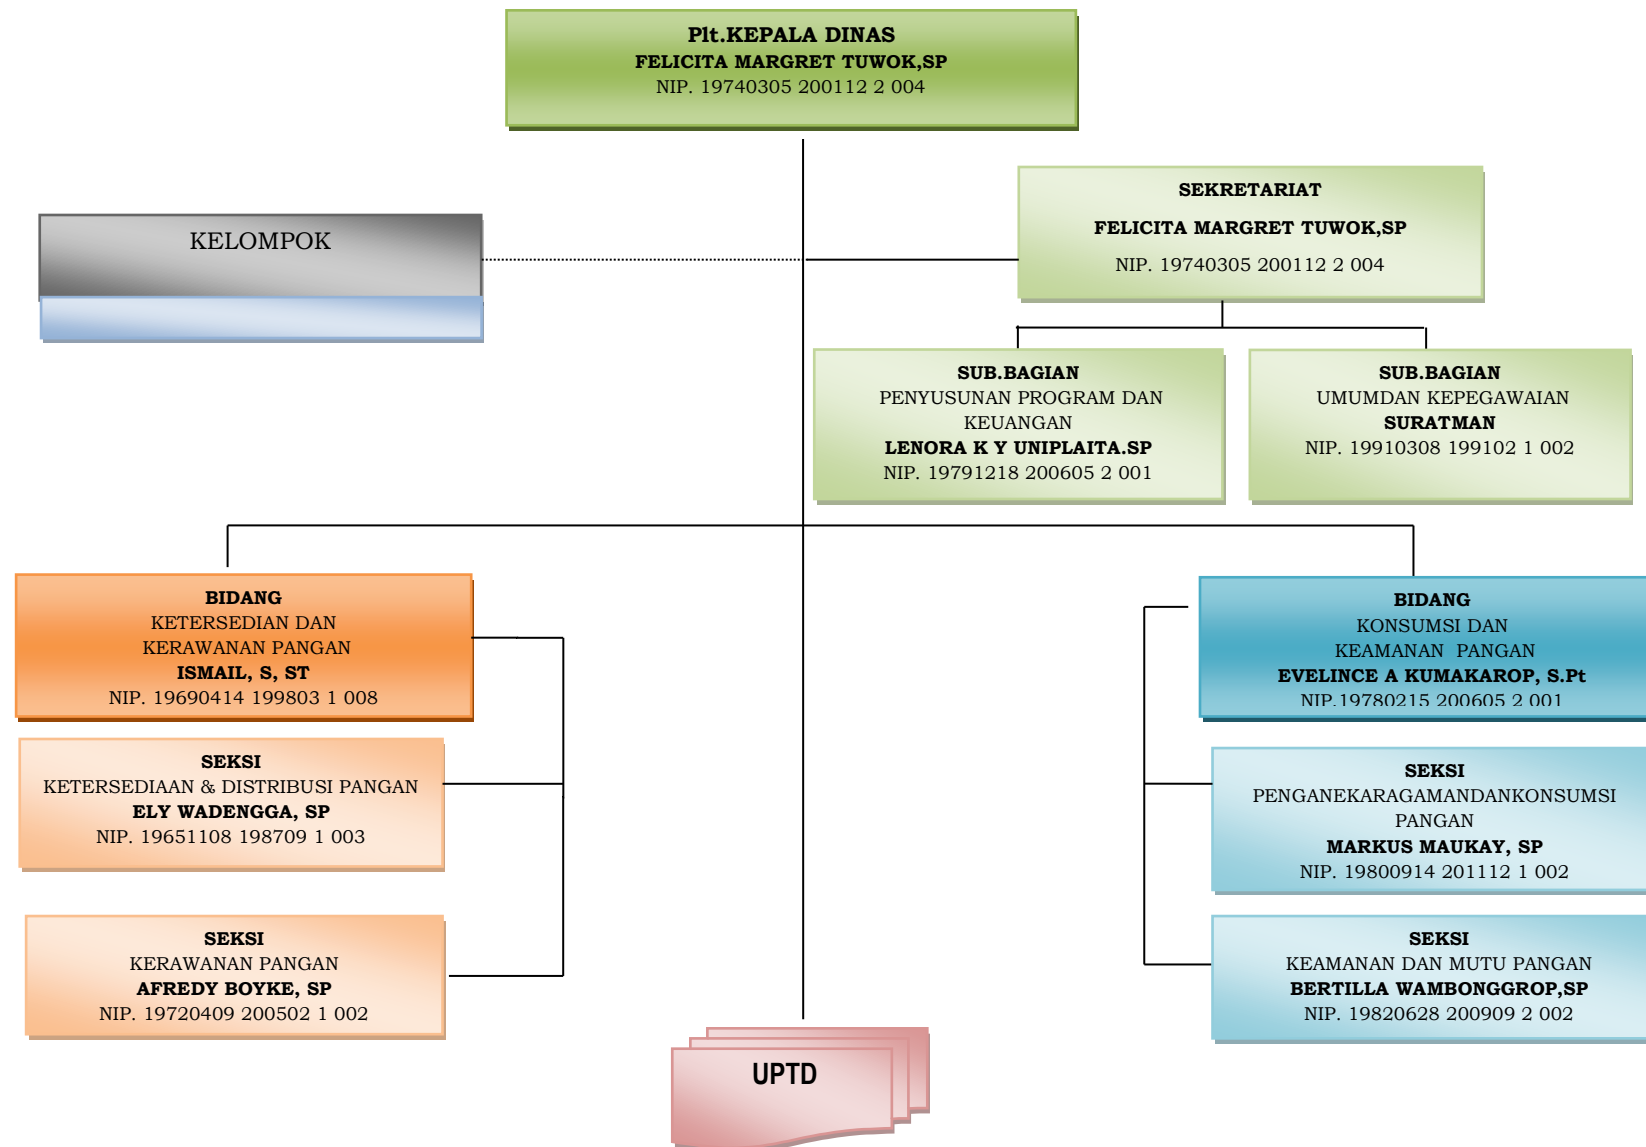 Plt.KEPALA DINAS
FELICITA MARGRET TUWOK,SP
NIP. 19740305 200112 2 004
SEKRETARIAT
FELICITA MARGRET TUWOK,SP
NIP. 19740305 200112 2 004
KELOMPOK
SUB.BAGIAN
PENYUSUNAN PROGRAM DAN
KEUANGAN
LENORA K Y UNIPLAITA.SP
NIP. 19791218 200605 2 001
SUB.BAGIAN
UMUMDAN KEPEGAWAIAN
SURATMAN
NIP. 19910308 199102 1 002
BIDANG
KETERSEDIAN DAN
KERAWANAN PANGAN
ISMAIL, S, ST
NIP. 19690414 199803 1 008
SEKSI
KETERSEDIAAN & DISTRIBUSI PANGAN
ELY WADENGGA, SP
NIP. 19651108 198709 1 003
SEKSI
KERAWANAN PANGAN
AFREDY BOYKE, SP
NIP. 19720409 200502 1 002
BIDANG
KONSUMSI DAN
KEAMANAN PANGAN
EVELINCE A KUMAKAROP, S.Pt
NIP.19780215 200605 2 001
SEKSI
PENGANEKARAGAMANDANKONSUMSI
PANGAN
MARKUS MAUKAY, SP
NIP. 19800914 201112 1 002
SEKSI
KEAMANAN DAN MUTU PANGAN
BERTILLA WAMBONGGROP,SP
NIP. 19820628 200909 2 002
UPTD